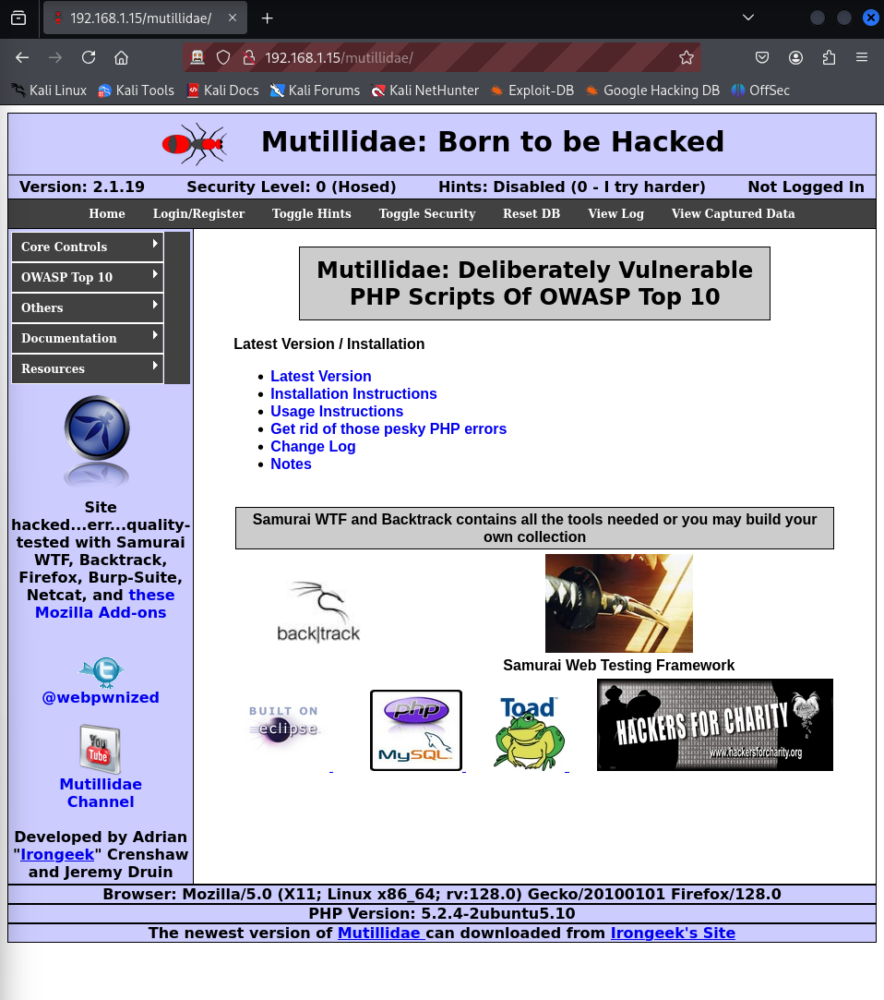 192.168.1.15/mutillidae/
192.168.1.15/mutillidae/
Kali Linux Kali Tools Kali Docs Kali Forums Kali NetHunter Exploit-DB Google Hacking DB OffSec
Mutillidae: Born to be Hacked
Version: 2.1.19 Security Level: 0 (Hosed) Hints: Disabled (0 - I try harder) Not Logged In
Home Login/Register Toggle Hints Toggle Security Reset DB View Log View Captured Data
Core Controls
OWASP Top 10
Others
Documentation
Resources
Site
hacked...err...quality-
tested with Samurai
WTF, Backtrack,
Firefox, Burp-Suite,
Netcat, and these
Mozilla Add-ons
@webpwnized
You
Tube
Mutillidae
Channel
Developed by Adrian
"Irongeek" Crenshaw
and Jeremy Druin
Mutillidae: Deliberately Vulnerable
PHP Scripts Of OWASP Top 10
Latest Version / Installation
• Latest Version
• Installation Instructions
• Usage Instructions
• Get rid of those pesky PHP errors
• Change Log
• Notes
Samurai WTF and Backtrack contains all the tools needed or you may build your
own collection
back|track
Samurai Web Testing Framework
BUILT ON
eclipse
php
MySQL
Toad
HACKERS FOR CHARITY
www.hackersforcharity.org
Browser: Mozilla/5.0 (X11; Linux x86_64; rv:128.0) Gecko/20100101 Firefox/128.0
PHP Version: 5.2.4-2ubuntu5.10
The newest version of Mutillidae can downloaded from Irongeek's Site